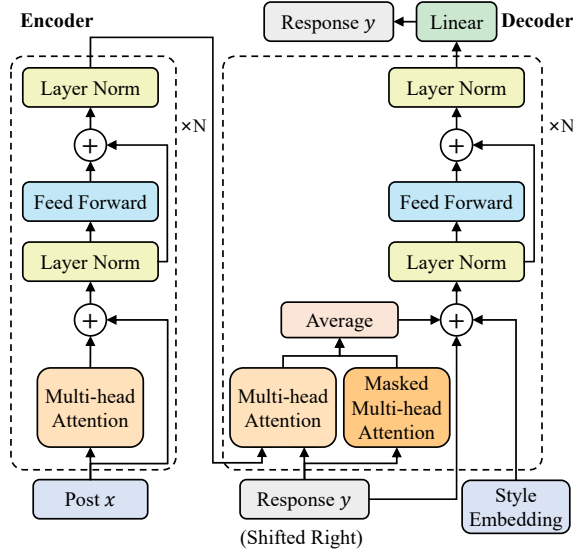 Encoder
Layer Norm
×N
+
Feed Forward
Layer Norm
+
Multi-head
Attention
Post x
Response y
Linear
Decoder
Layer Norm
×N
+
Feed Forward
Layer Norm
Average
+
Multi-head
Attention
Masked
Multi-head
Attention
Response y
(Shifted Right)
Style
Embedding